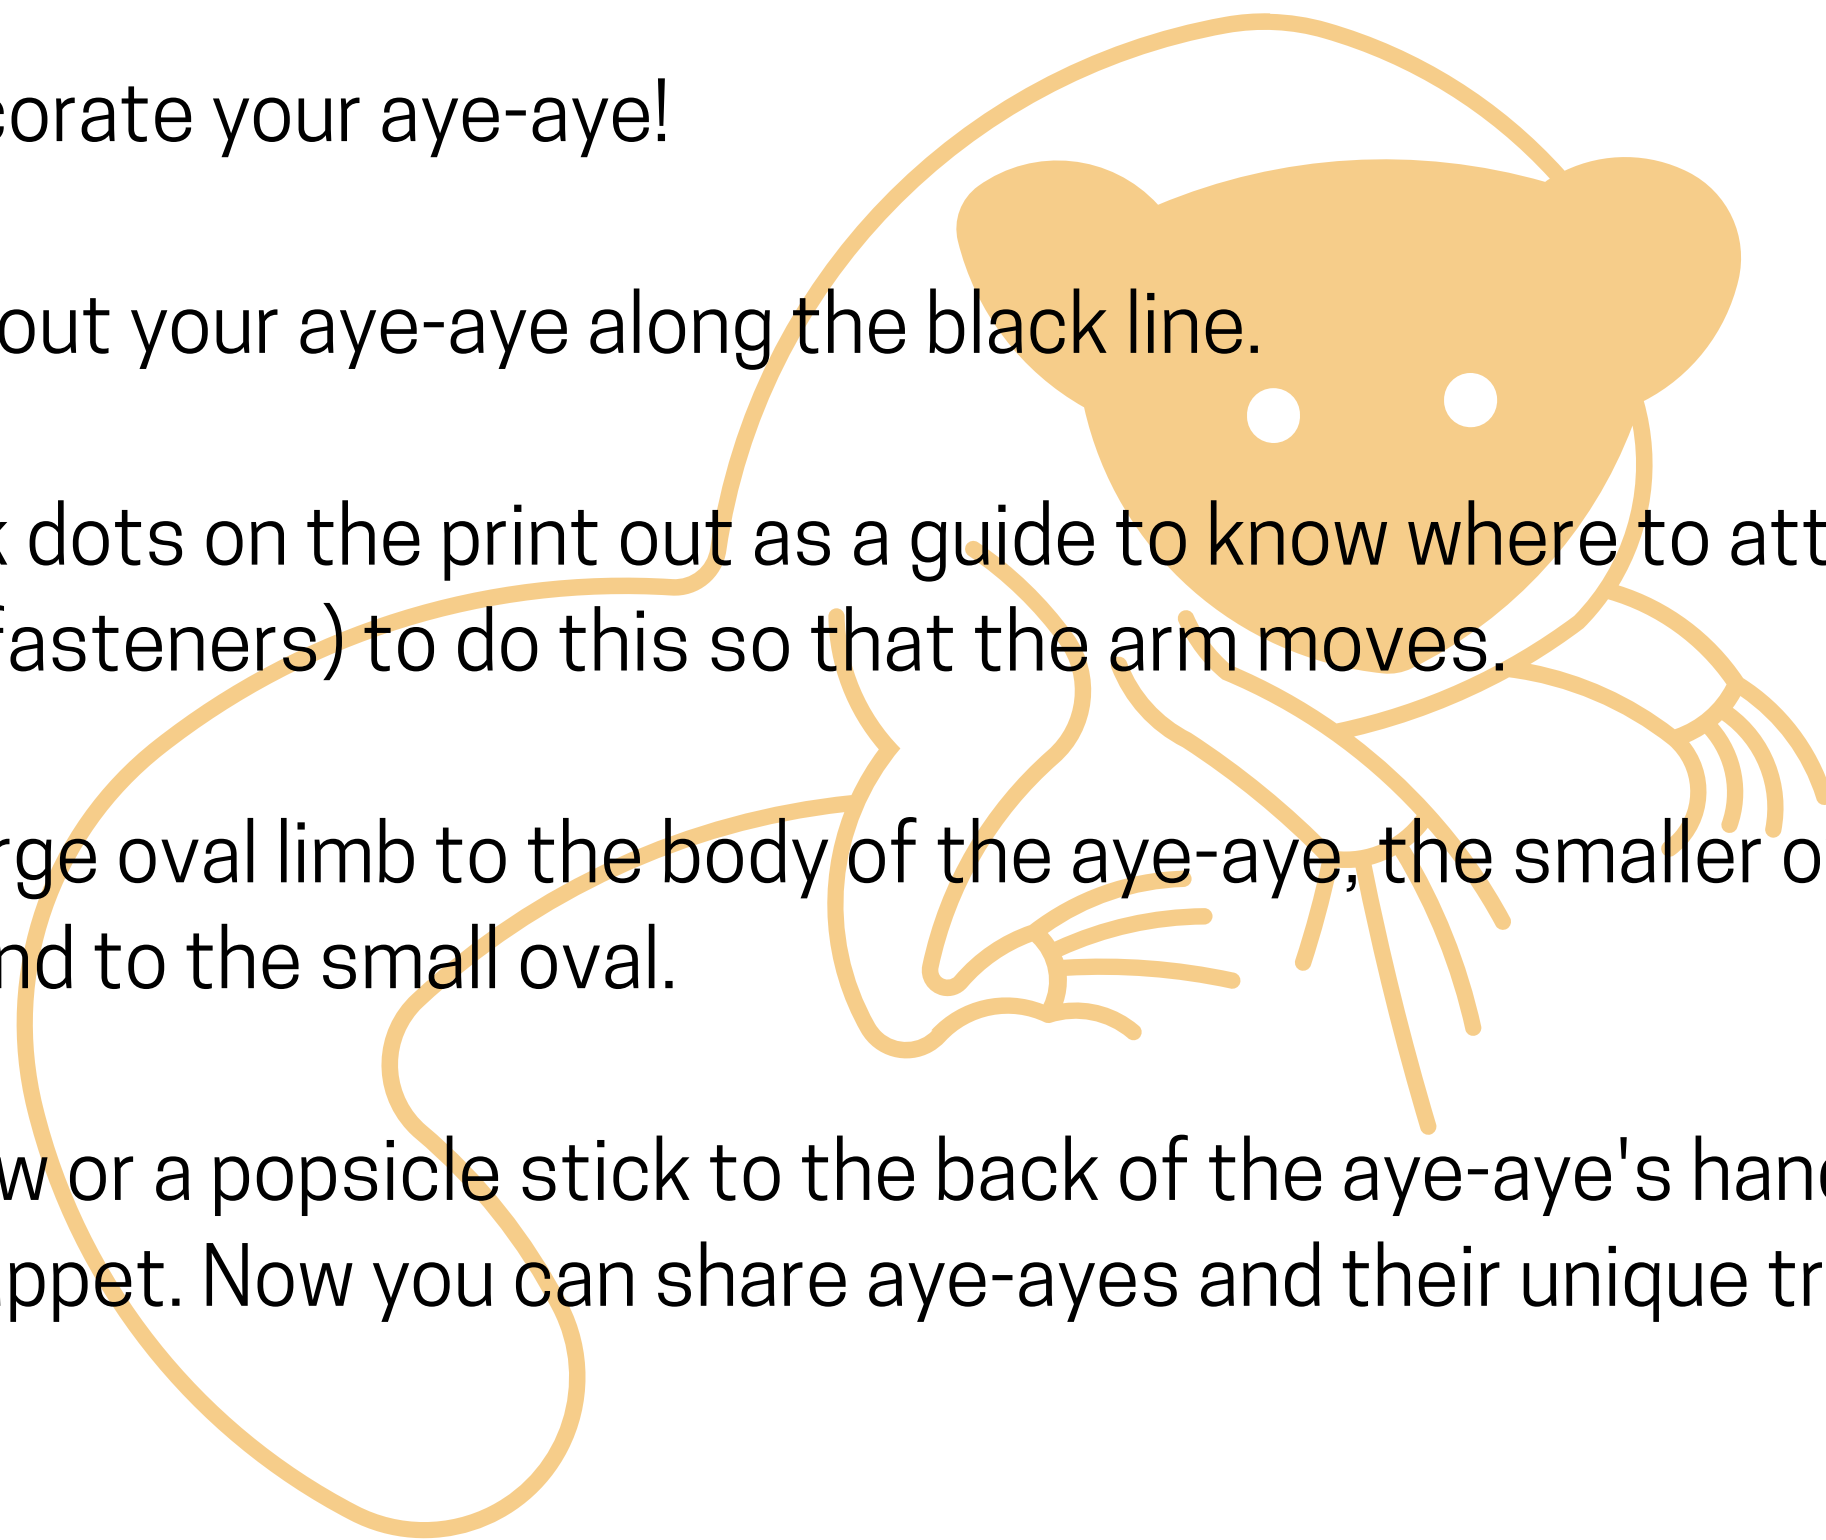 corate your aye-aye!
out your aye-aye along the black line.
k dots on the print out as a guide to know where to att
fasteners) to do this so that the arm moves.
rge oval limb to the body of the aye-aye, the smaller o
nd to the small oval.
w or a popsicle stick to the back of the aye-aye's hand
ppet. Now you can share aye-ayes and their unique tr